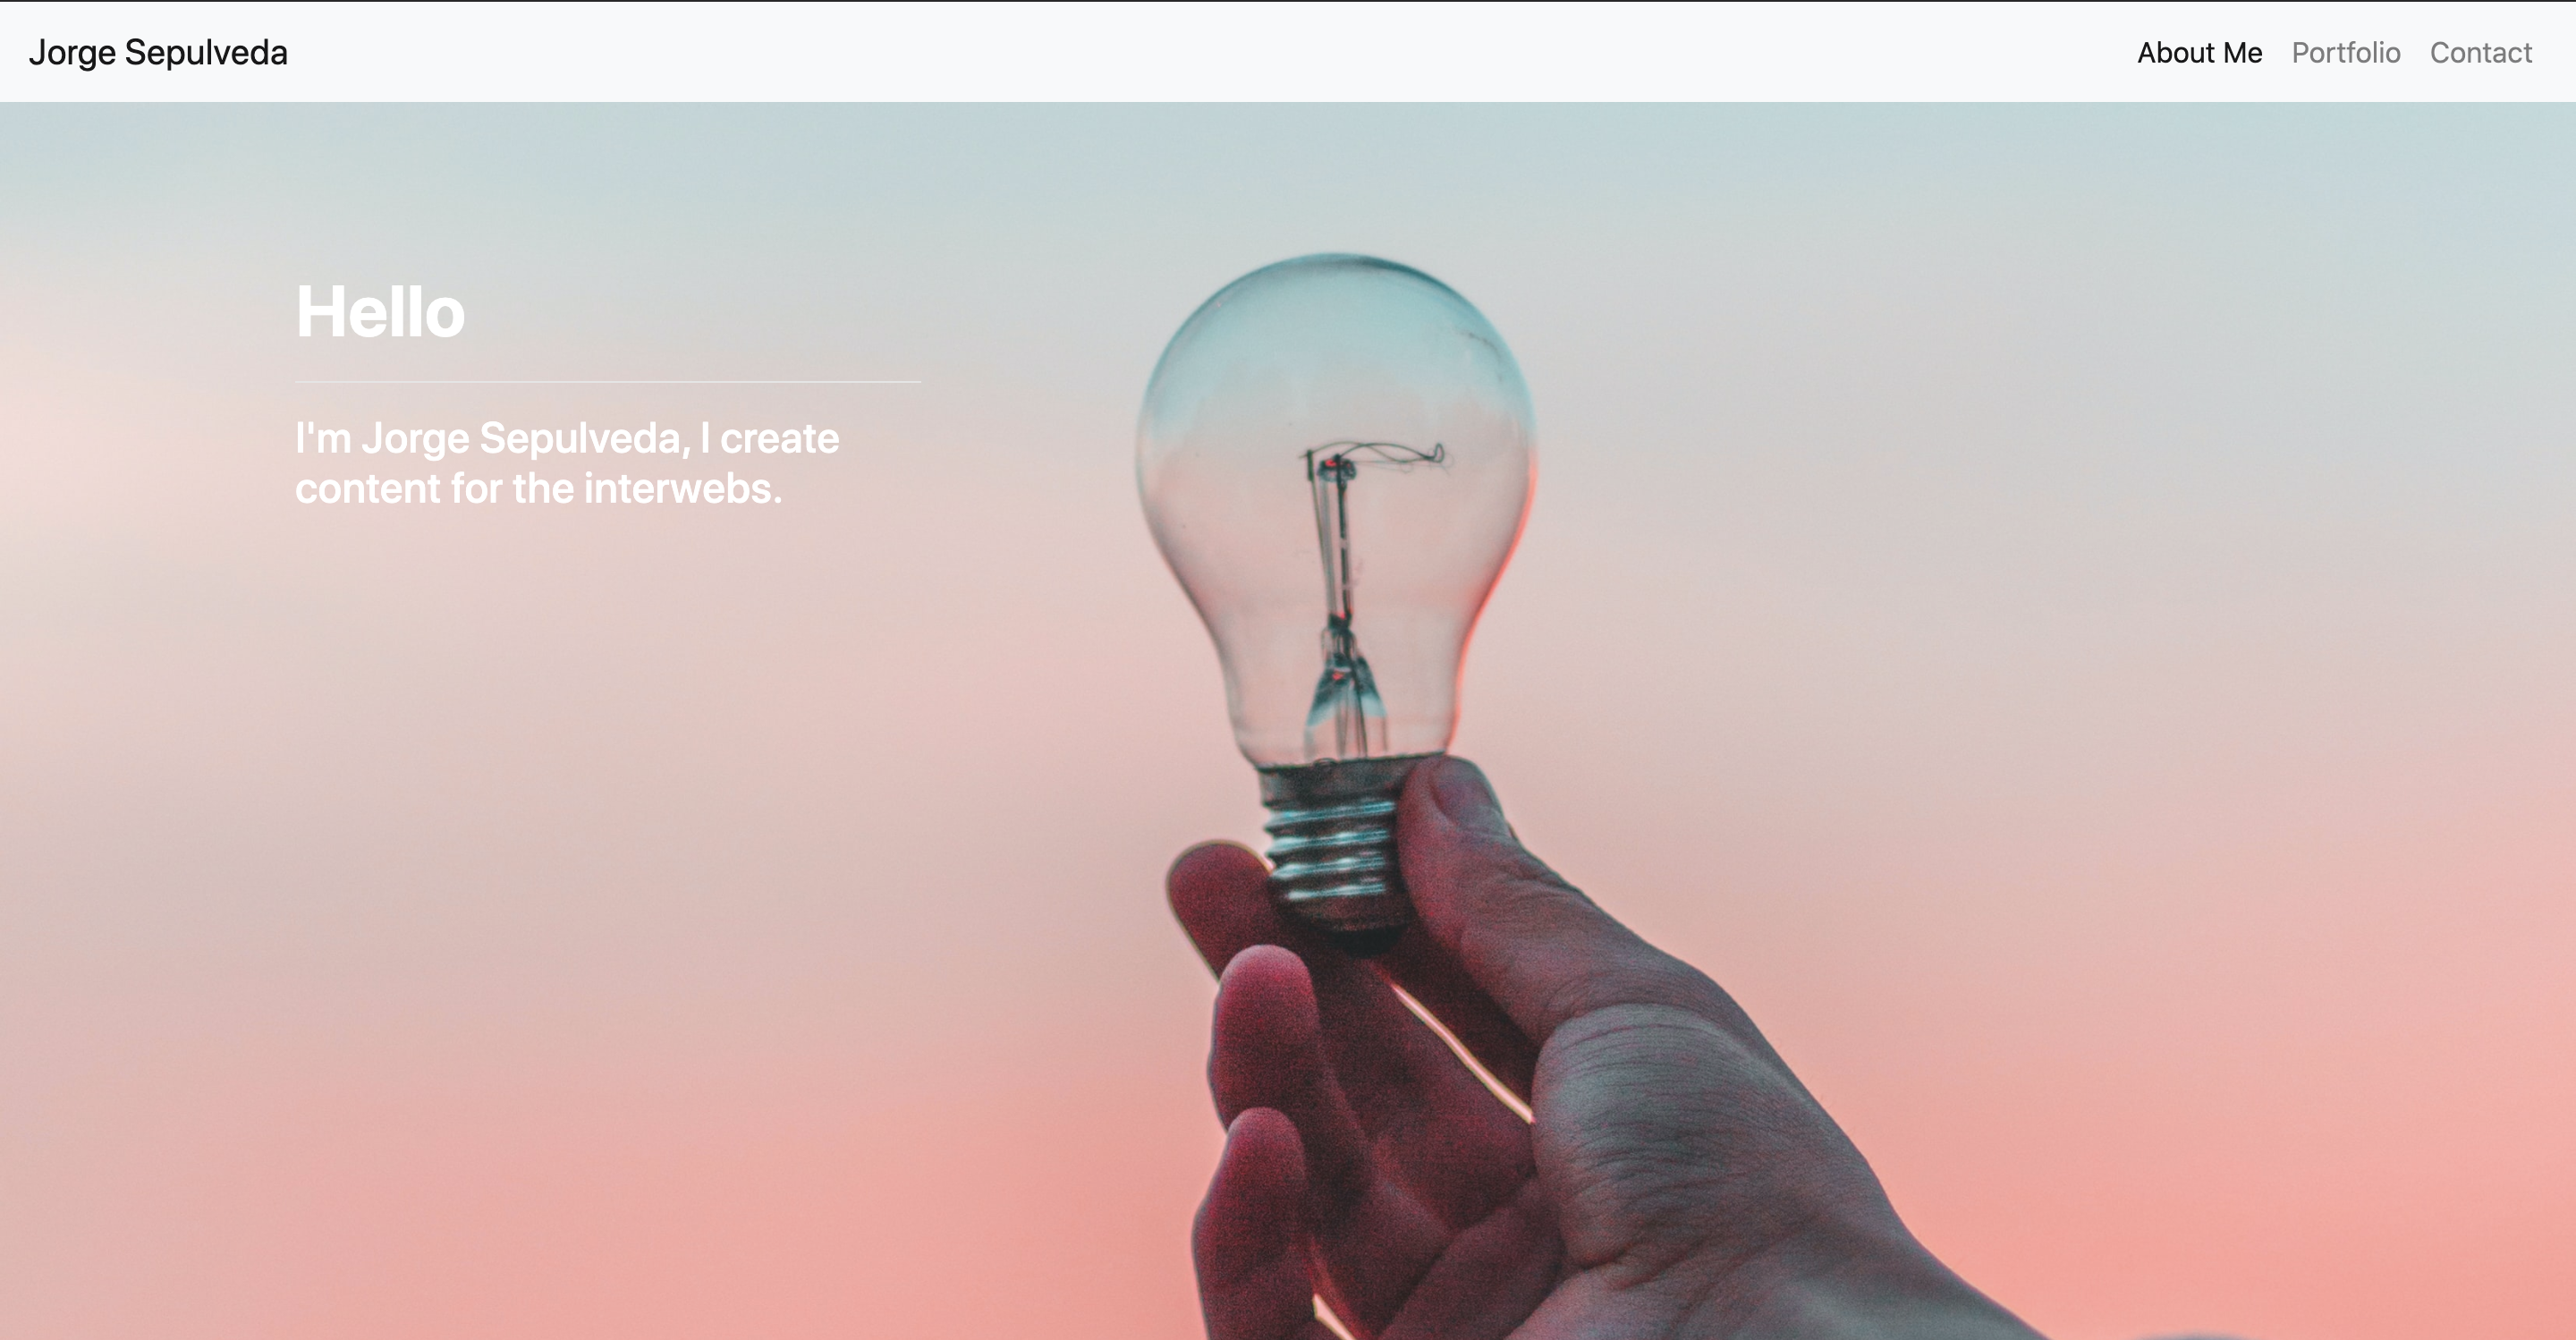 Jorge Sepulveda
About Me Portfolio Contact
Hello
I'm Jorge Sepulveda, I create
content for the interwebs.